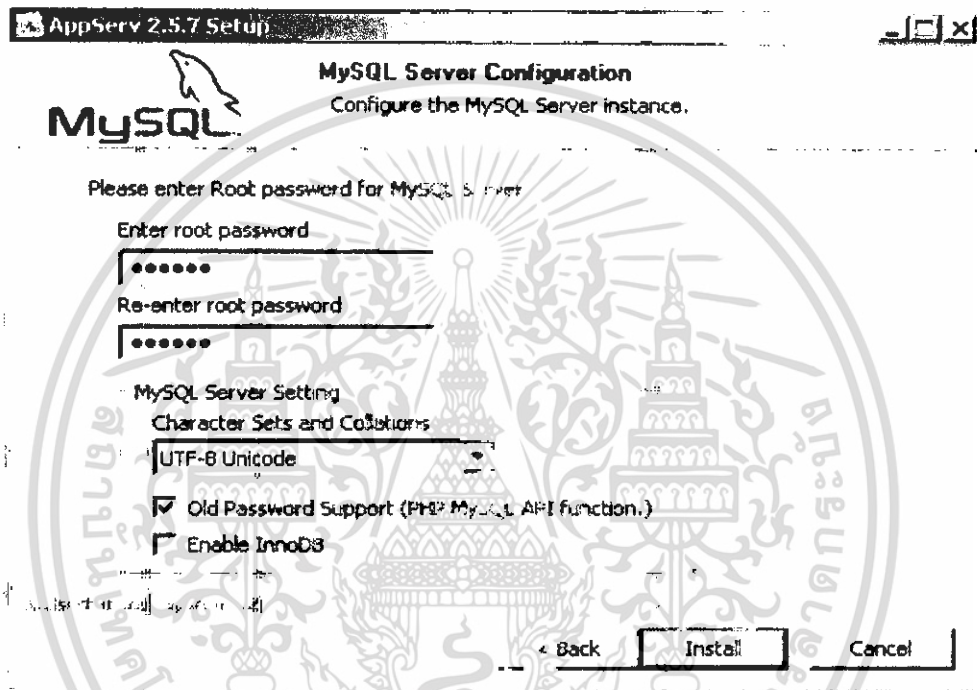 AppServ 2.5.7 Setup
MySQL
MySQL Server Configuration
Configure the MySQL Server instance.
Please enter Root password for MySQL
Enter root password
••••••
Re-enter root password
••••••
MySQL Server Setting
Character Sets and Collations
UTF-8 Unicode
Old Password Support (PHP MySQL API function.)
Enable InnoDB
< Back
Install
Cancel